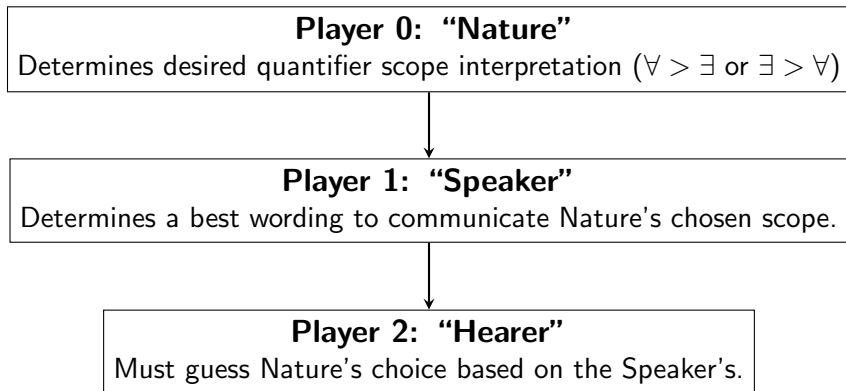 Player 0: “Nature”
Determines desired quantifier scope interpretation (∀ > ∃ or ∃ > ∀)
Player 1: “Speaker”
Determines a best wording to communicate Nature’s chosen scope.
Player 2: “Hearer”
Must guess Nature’s choice based on the Speaker’s.